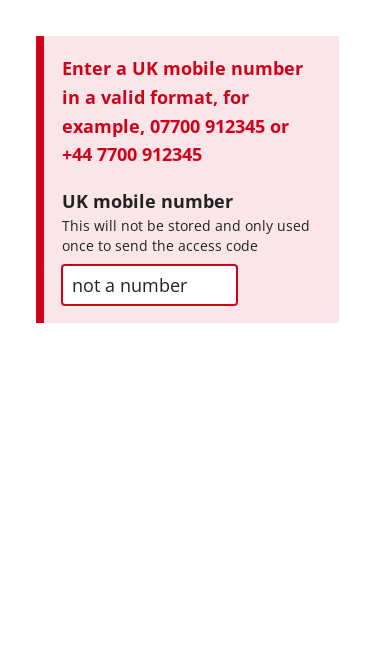 Enter a UK mobile number
in a valid format, for
example, 07700 912345 or
+44 7700 912345
UK mobile number
This will not be stored and only used
once to send the access code
not a number